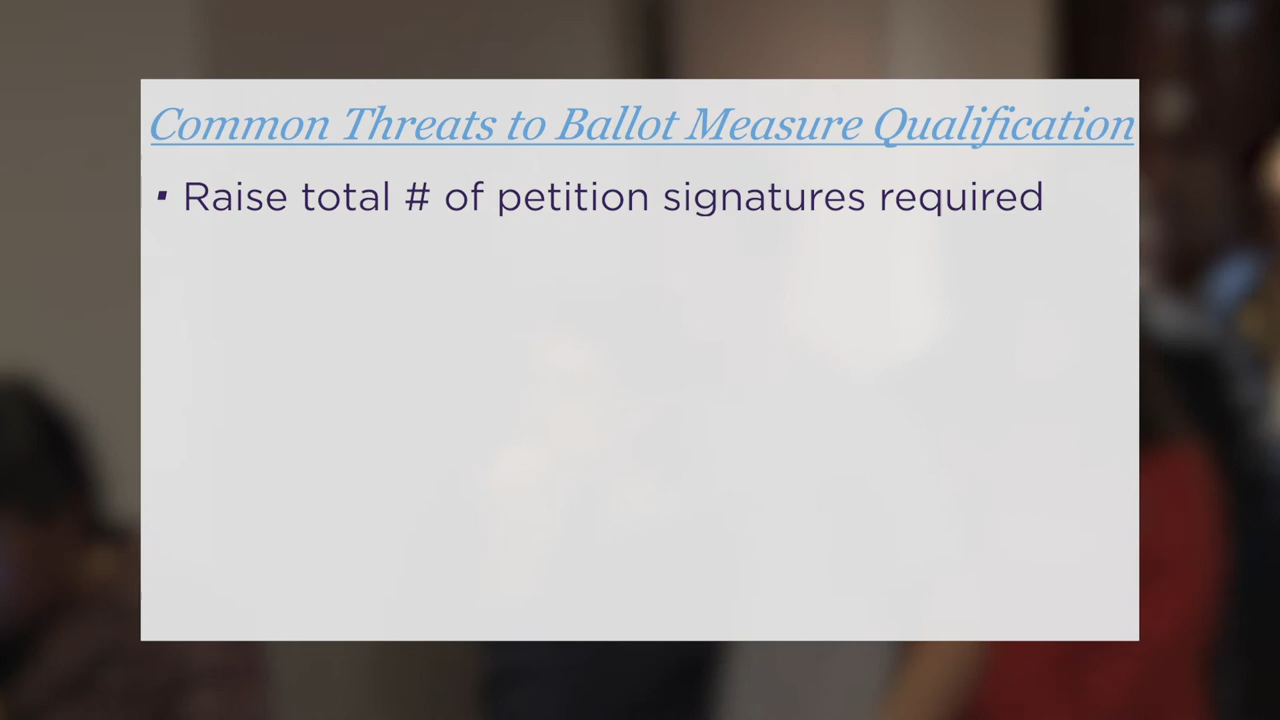 Common Threats to Ballot Measure Qualification
▪ Raise total # of petition signatures required